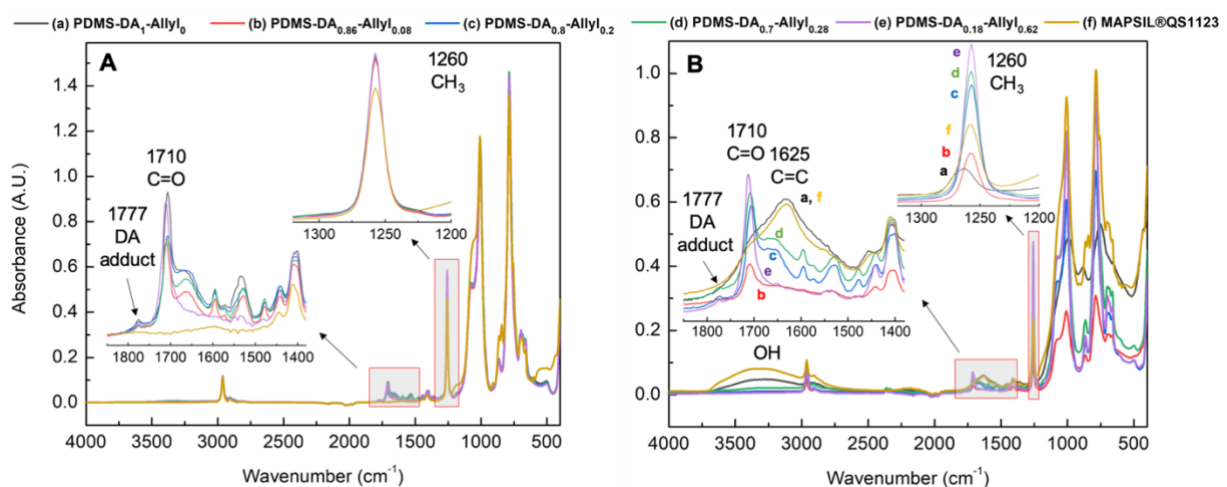 (a) PDMS-DA1-Allyl0 (b) PDMS-DA0.86-Allyl0.08 (c) PDMS-DA0.8-Allyl0.2 (d) PDMS-DA0.7-Allyl0.28 (e) PDMS-DA0.18-Allyl0.62 (f) MAPSIL®QS1123
A
Absorbance (A.U.)
1.4
1.2
1.0
0.8
0.6
0.4
0.2
0.0
1260
CH3
1710
C=O
1777
DA
adduct
1300 1250 1200
1800 1700 1600 1500 1400
4000 3500 3000 2500 2000 1500 1000 500
Wavenumber (cm-1)
B
1.0
0.8
0.6
0.4
0.2
0.0
1260
CH3
e
d
c
f
b
a
1710
C=O
1625
C=C
a, f
1777
DA
adduct
d
c
e
b
1300 1250 1200
1800 1700 1600 1500 1400
OH
4000 3500 3000 2500 2000 1500 1000 500
Wavenumber (cm-1)